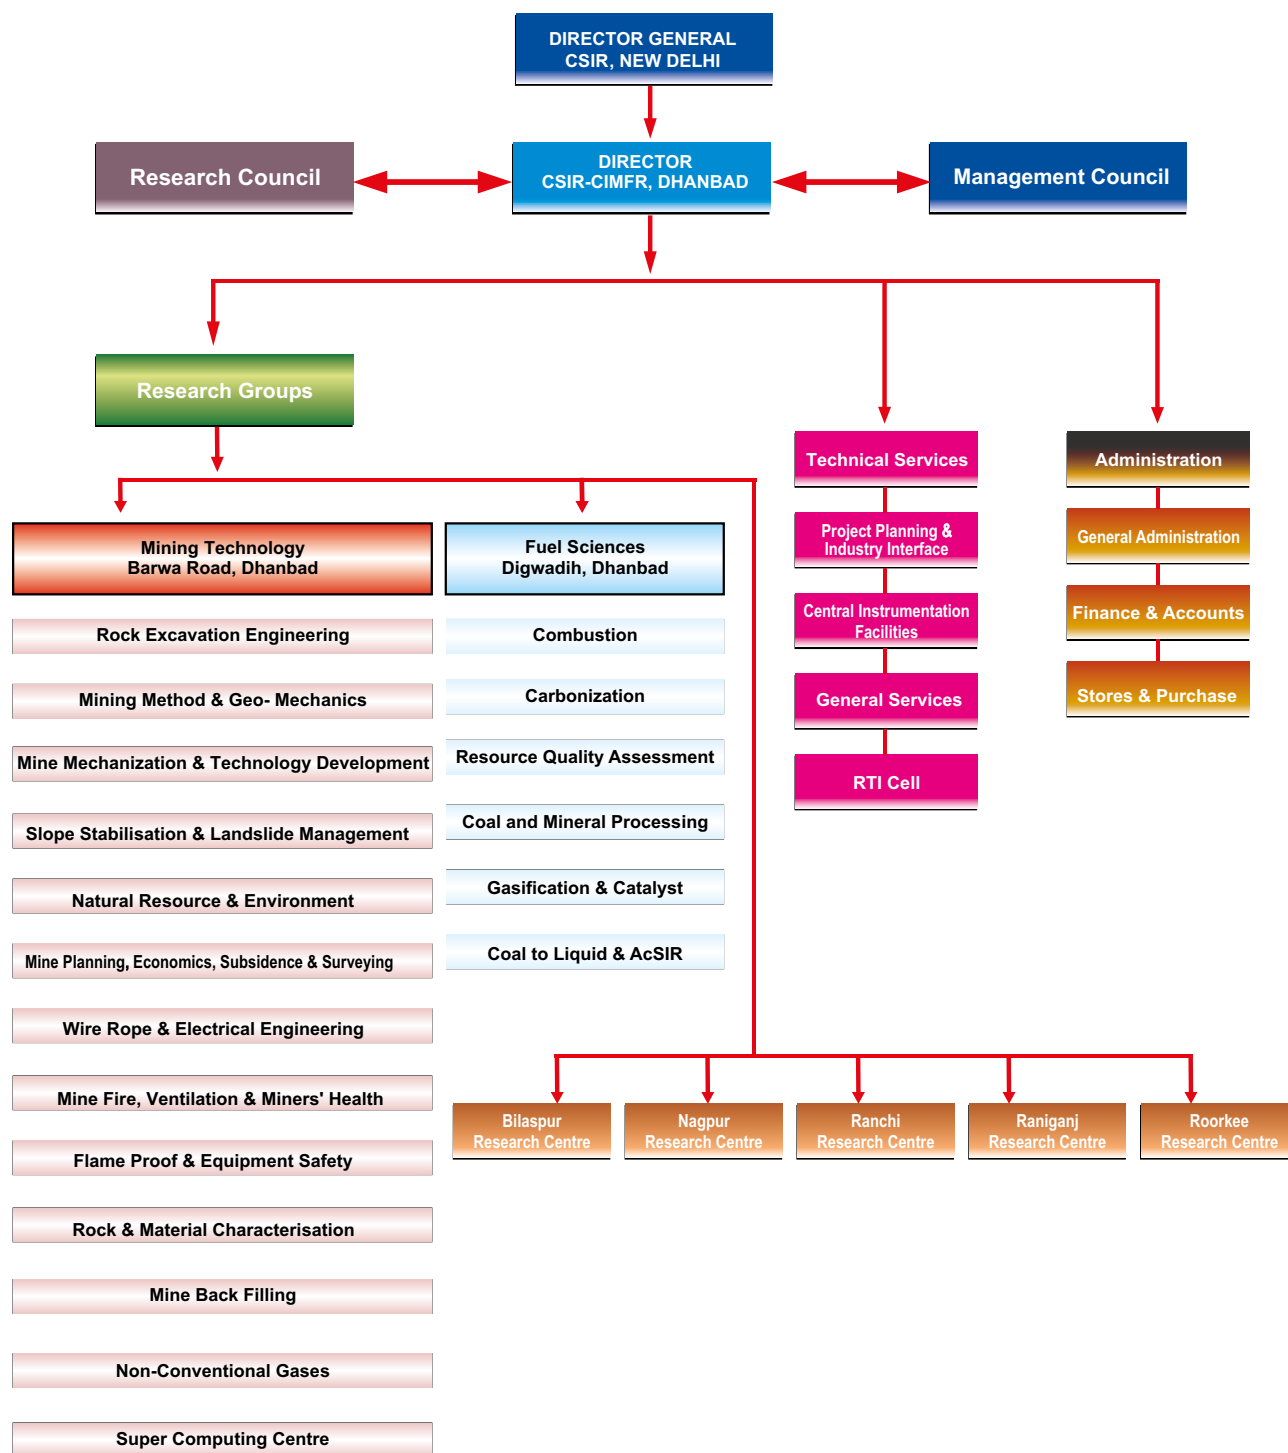 DIRECTOR GENERAL
CSIR, NEW DELHI
Research Council
DIRECTOR
CSIR-CIMFR, DHANBAD
Management Council
Research Groups
Technical Services
Project Planning &
Industry Interface
Central Instrumentation
Facilities
General Services
RTI Cell
Administration
General Administration
Finance & Accounts
Stores & Purchase
Mining Technology
Barwa Road, Dhanbad
Rock Excavation Engineering
Mining Method & Geo- Mechanics
Mine Mechanization & Technology Development
Slope Stabilisation & Landslide Management
Natural Resource & Environment
Mine Planning, Economics, Subsidence & Surveying
Wire Rope & Electrical Engineering
Mine Fire, Ventilation & Miners' Health
Flame Proof & Equipment Safety
Rock & Material Characterisation
Mine Back Filling
Non-Conventional Gases
Super Computing Centre
Fuel Sciences
Digwadih, Dhanbad
Combustion
Carbonization
Resource Quality Assessment
Coal and Mineral Processing
Gasification & Catalyst
Coal to Liquid & AcSIR
Bilaspur
Research Centre
Nagpur
Research Centre
Ranchi
Research Centre
Raniganj
Research Centre
Roorkee
Research Centre